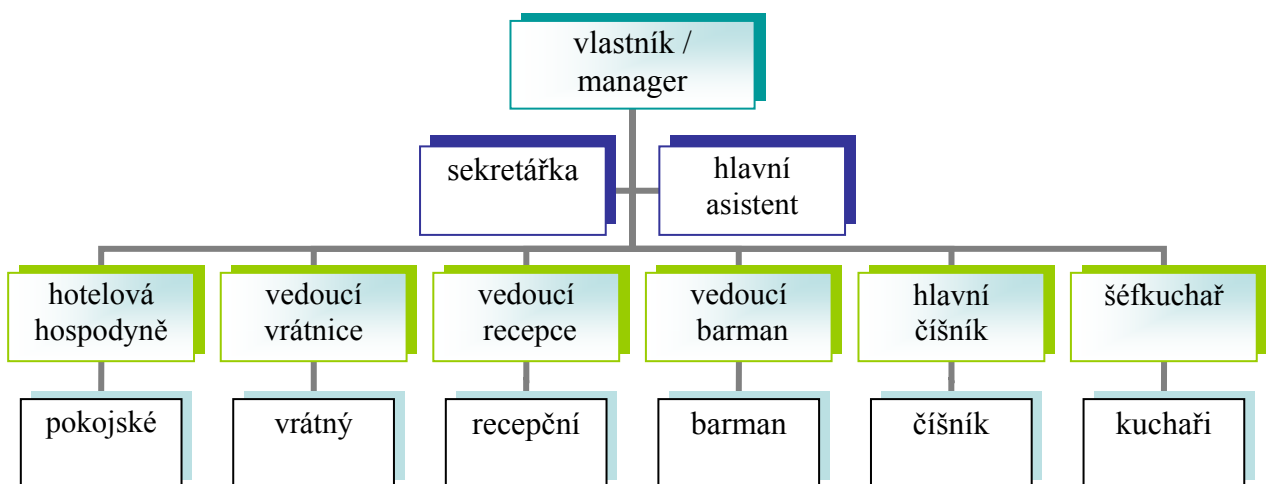 vlastník /
manager
sekretářka
hlavní
asistent
hotelová
hospodyně
vedoucí
vrátnice
vedoucí
recepce
vedoucí
barman
hlavní
číšník
šéfkuchař
pokojské
vrátný
recepční
barman
číšník
kuchaři